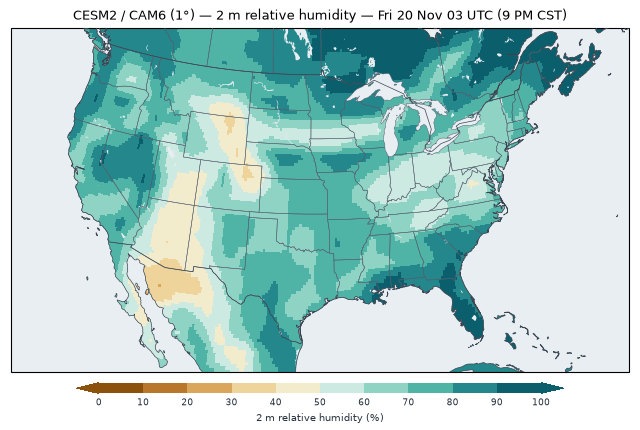 CESM2 / CAM6 (1°) — 2 m relative humidity — Fri 20 Nov 03 UTC (9 PM CST)
0 10 20 30 40 50 60 70 80 90 100
2 m relative humidity (%)